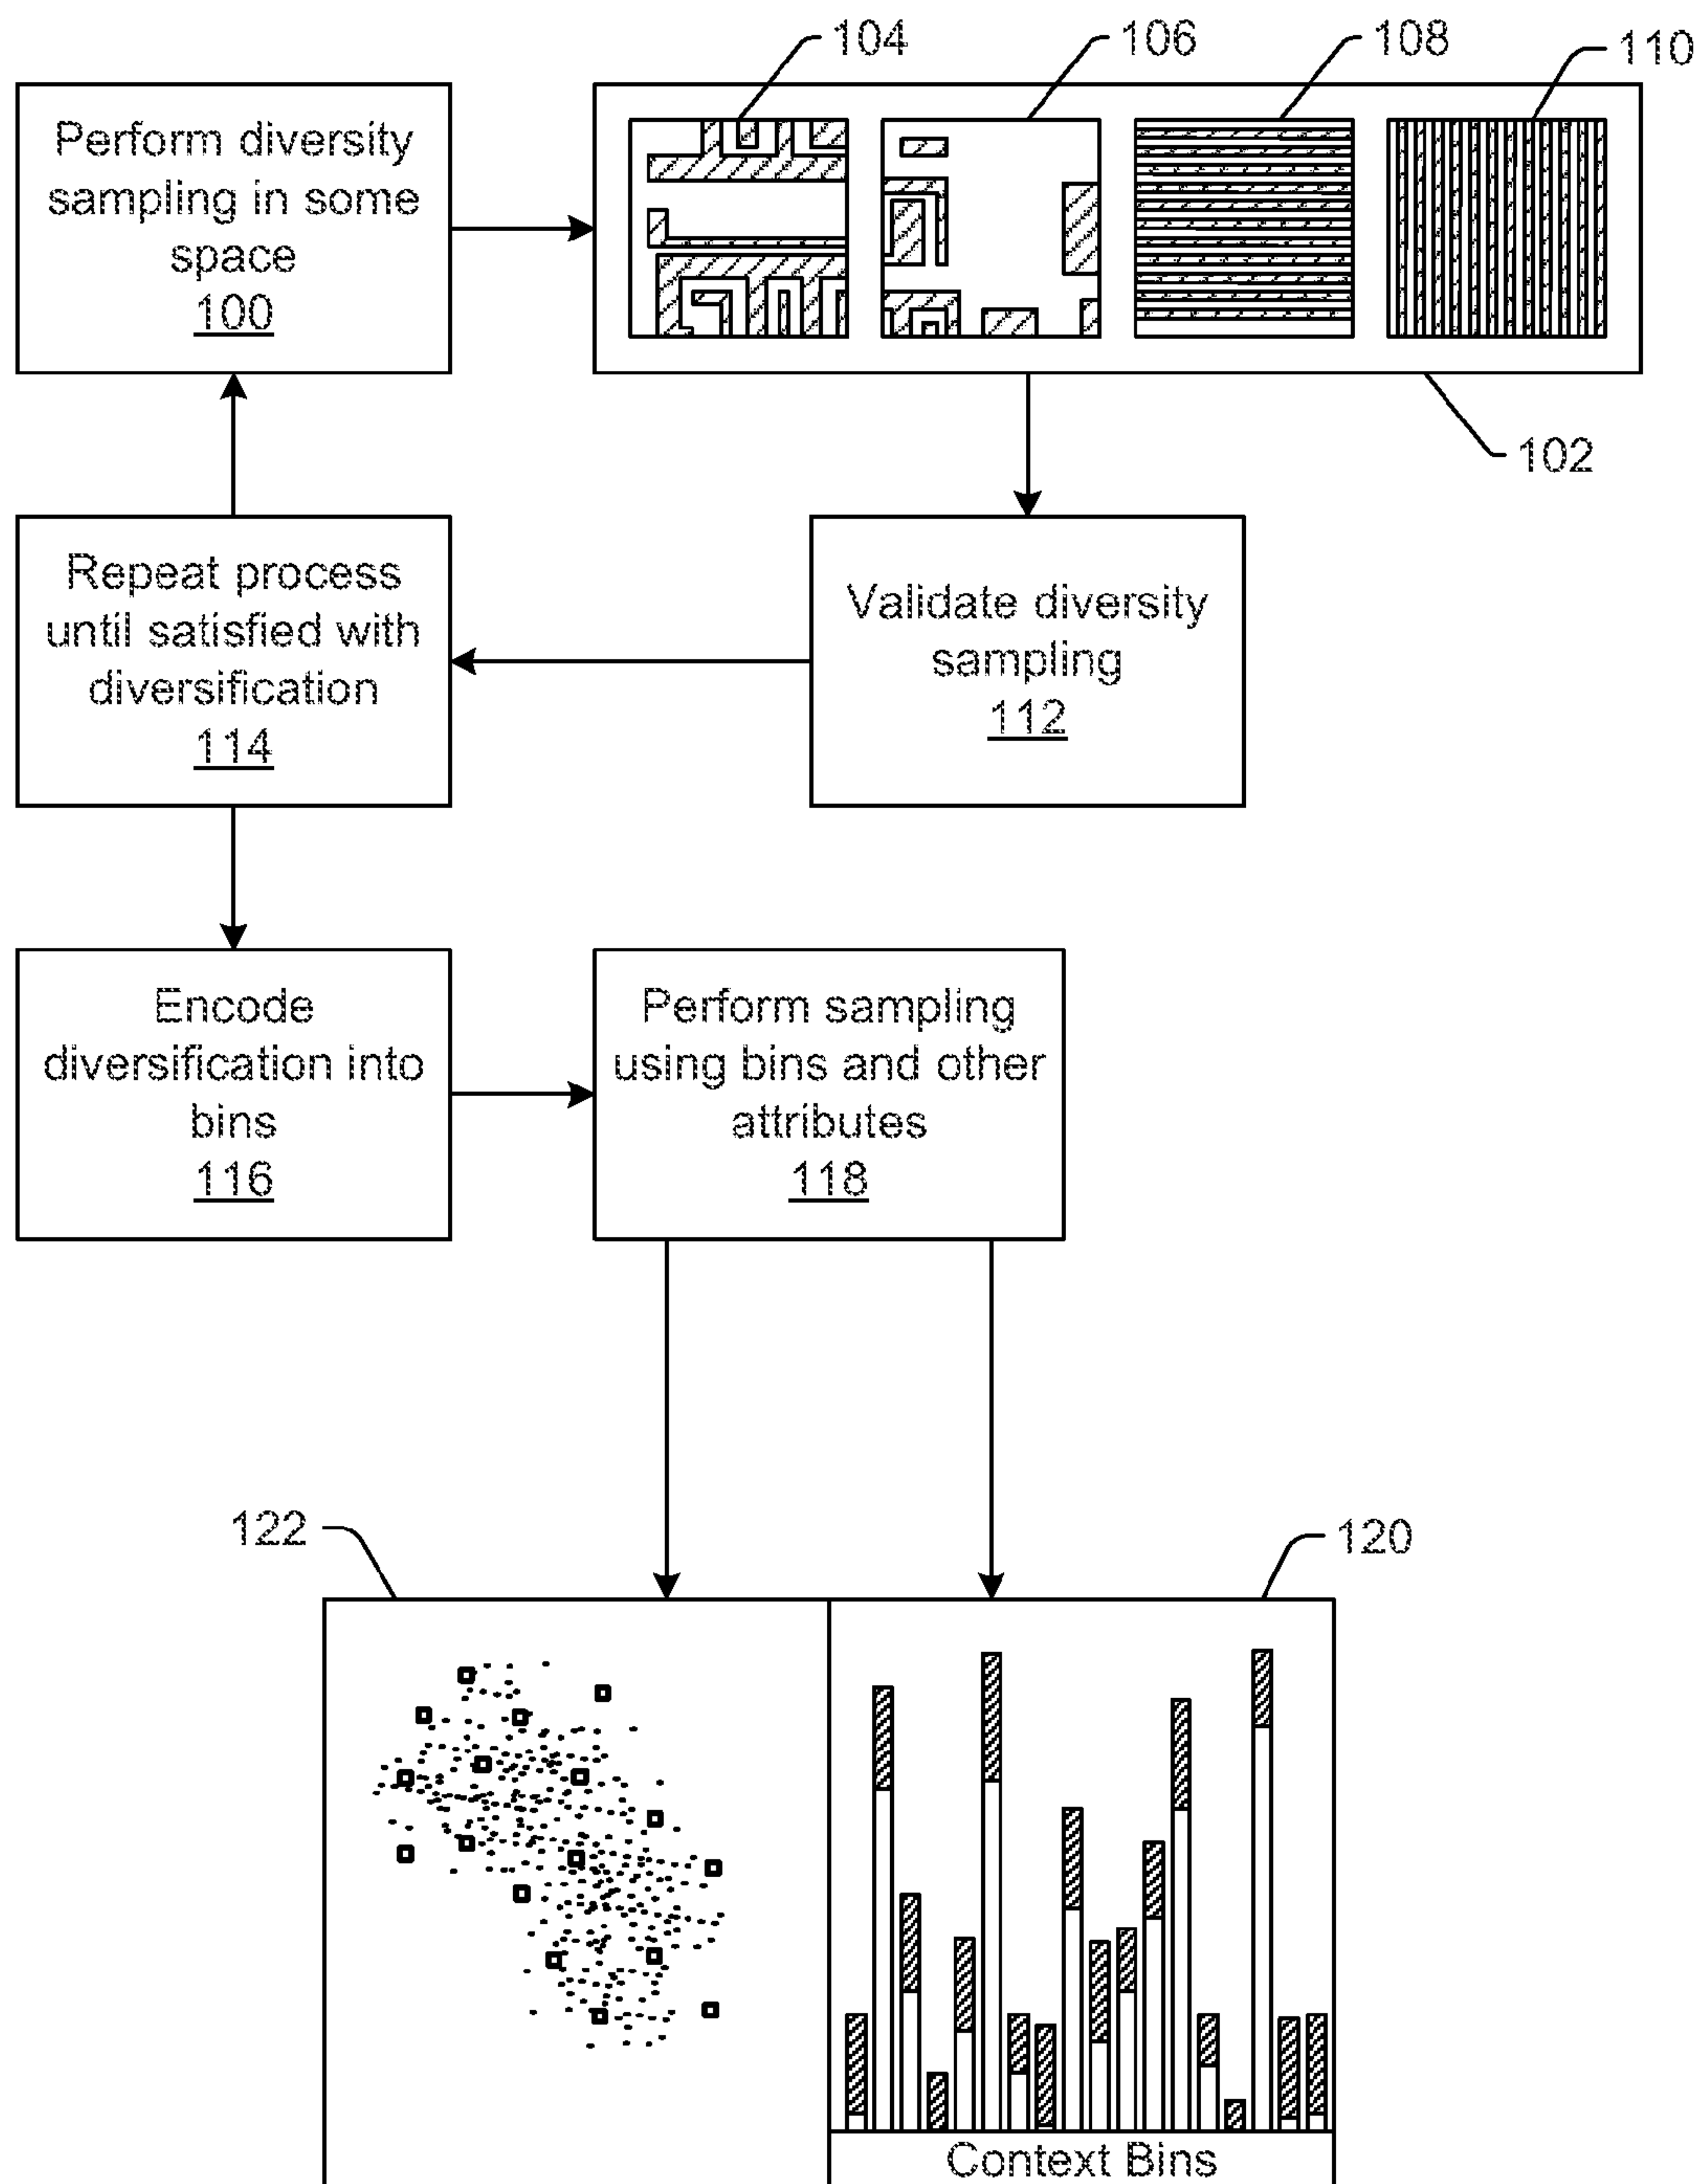 104
106
108
110
Perform diversity
sampling in some
space
100
102
Repeat process
until satisfied with
diversification
114
Validate diversity
sampling
112
Encode
diversification into
bins
116
Perform sampling
using bins and other
attributes
118
122
120
Context Bins